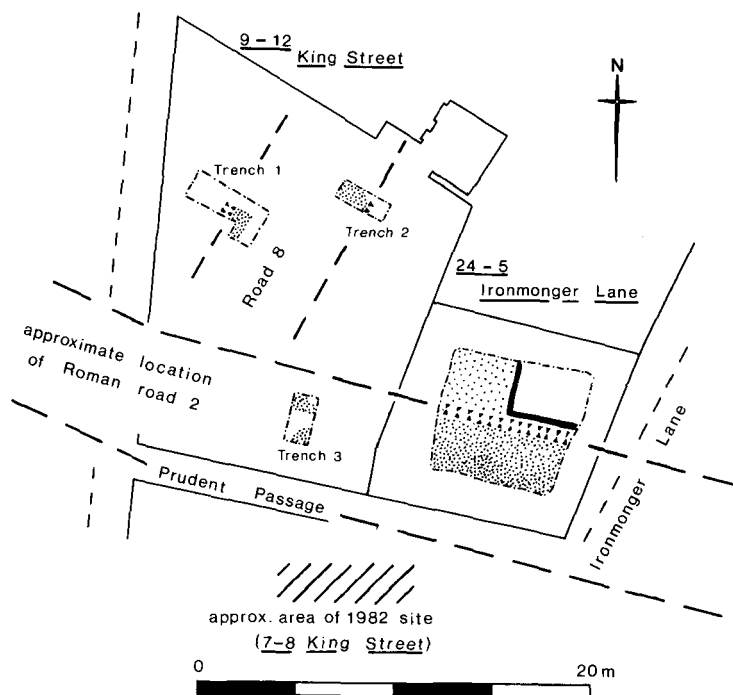 9-12
King Street
N
Trench 1
Trench 2
Road 8
24-5
Ironmonger Lane
approximate location
of Roman road 2
Trench 3
Prudent Passage
Ironmonger Lane
approx. area of 1982 site
(7-8 King Street)
0 20 m